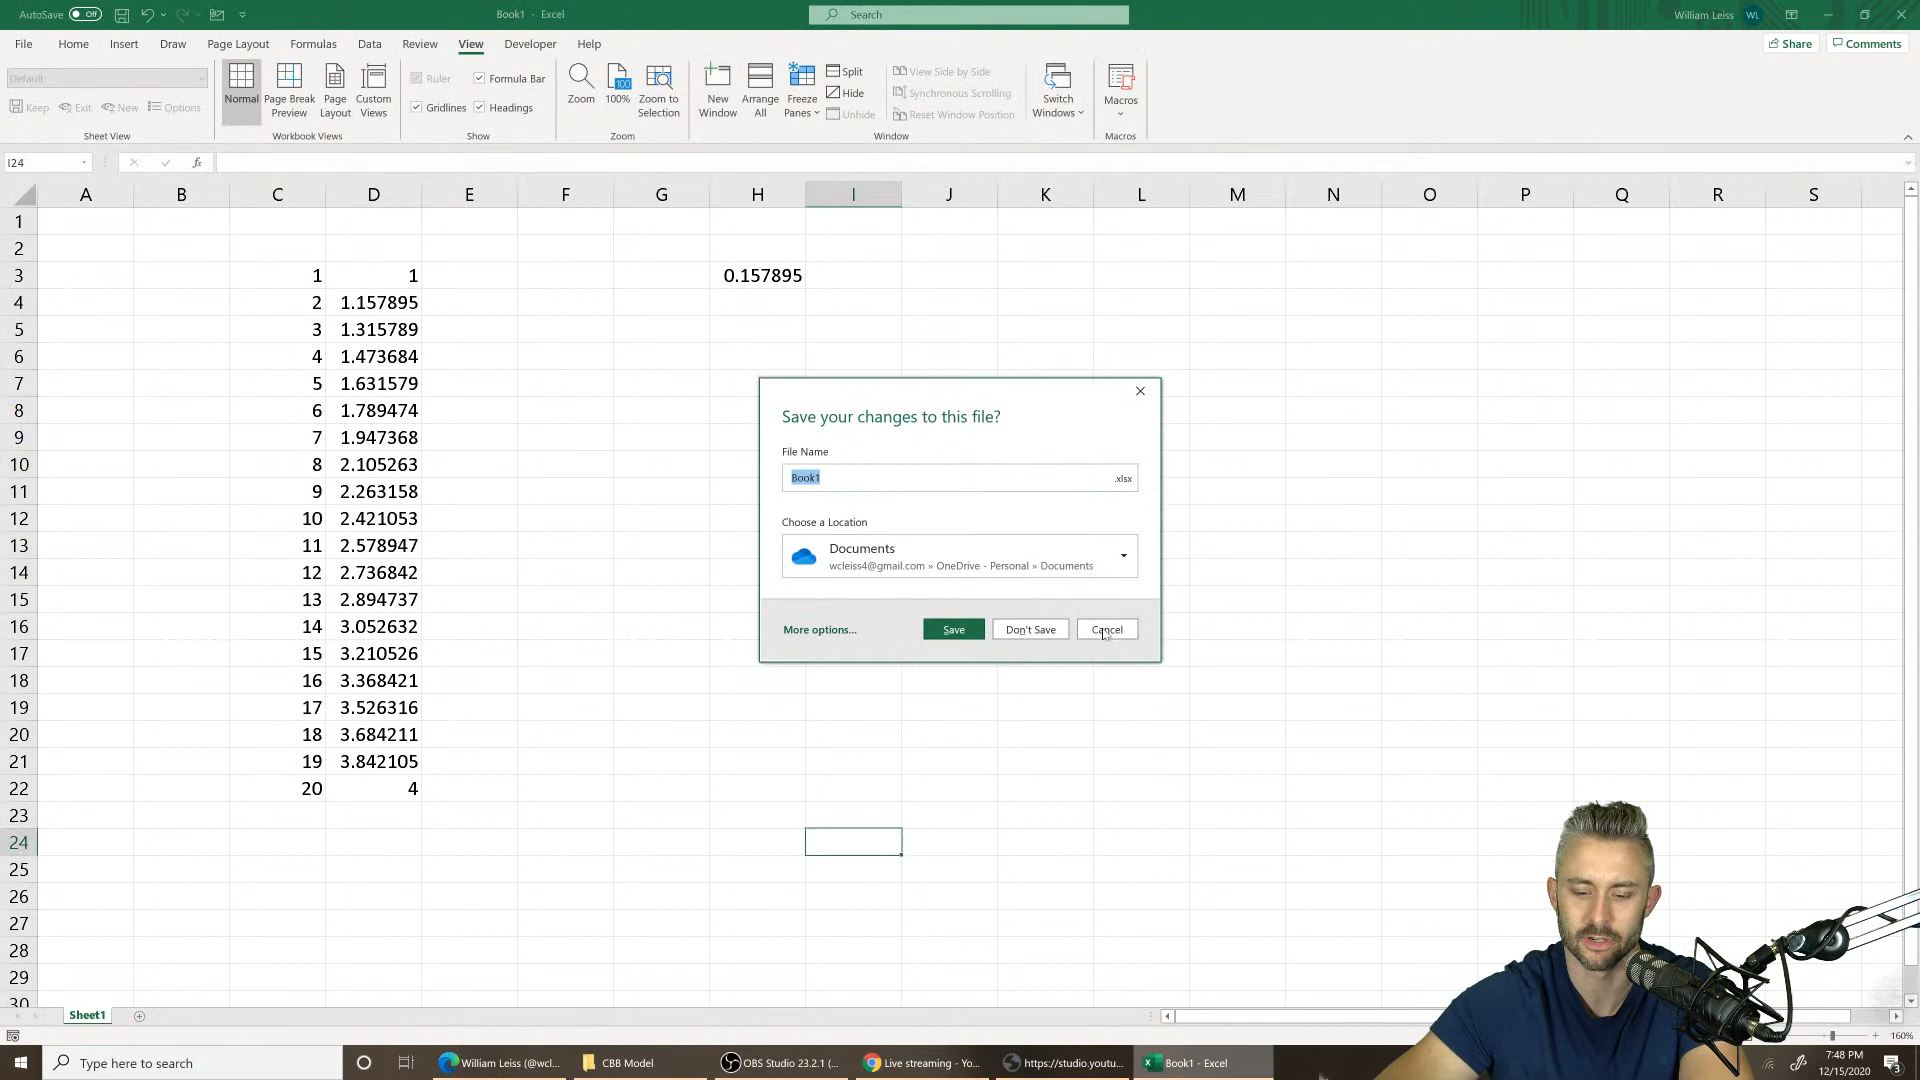 AutoSave Off Book1 - Excel Search William Leiss WL
File Home Insert Draw Page Layout Formulas Data Review View Developer Help Share Comments
Default
Keep Exit New Options
Sheet View
Normal
Page Break Preview
Page Layout
Custom Views
Workbook Views
Ruler Formula Bar
Gridlines Headings
Show
Zoom
100%
Zoom to Selection
Zoom
New Window
Arrange All
Freeze Panes
Split
Hide
Unhide
View Side by Side
Synchronous Scrolling
Reset Window Position
Window
Switch Windows
Macros
Macros
I24 fx
A B C D E F G H I J K L M N O P Q R S
1
2
3 1 1 0.157895
4 2 1.157895
5 3 1.315789
6 4 1.473684
7 5 1.631579
8 6 1.789474
9 7 1.947368
10 8 2.105263
11 9 2.263158
12 10 2.421053
13 11 2.578947
14 12 2.736842
15 13 2.894737
16 14 3.052632
17 15 3.210526
18 16 3.368421
19 17 3.526316
20 18 3.684211
21 19 3.842105
22 20 4
23
24
25
26
27
28
29
30
Save your changes to this file?
File Name
Book1 .xlsx
Choose a Location
Documents
wcleiss4@gmail.com » OneDrive - Personal » Documents
More options... Save Don't Save Cancel
Sheet1
160%
Type here to search
William Leiss (@wcl...
CBB Model
OBS Studio 23.2.1 (...
Live streaming - Yo...
https://studio.youtu...
Book1 - Excel
7:48 PM
12/15/2020
3